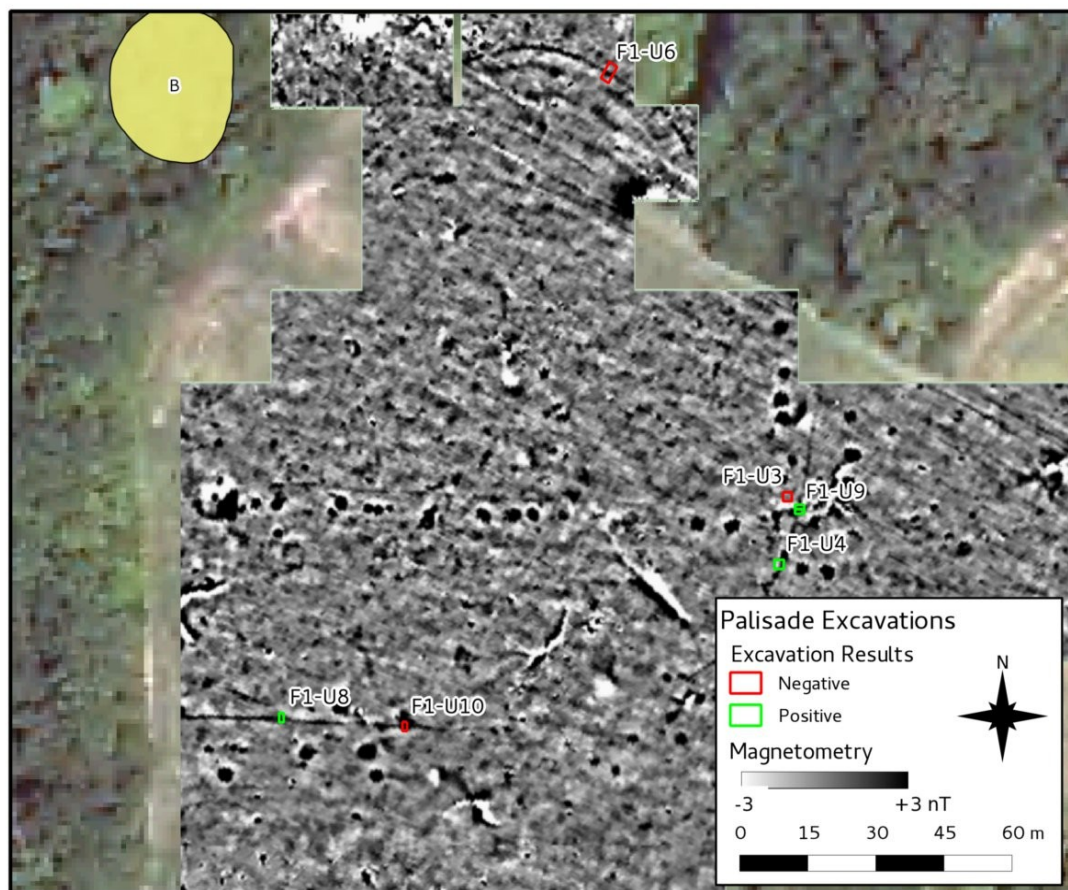 F1-U6
B
F1-U3
F1-U9
F1-U4
F1-U8
F1-U10
Palisade Excavations
Excavation Results
Negative
Positive
N
Magnetometry
-3 +3 nT
0 15 30 45 60 m